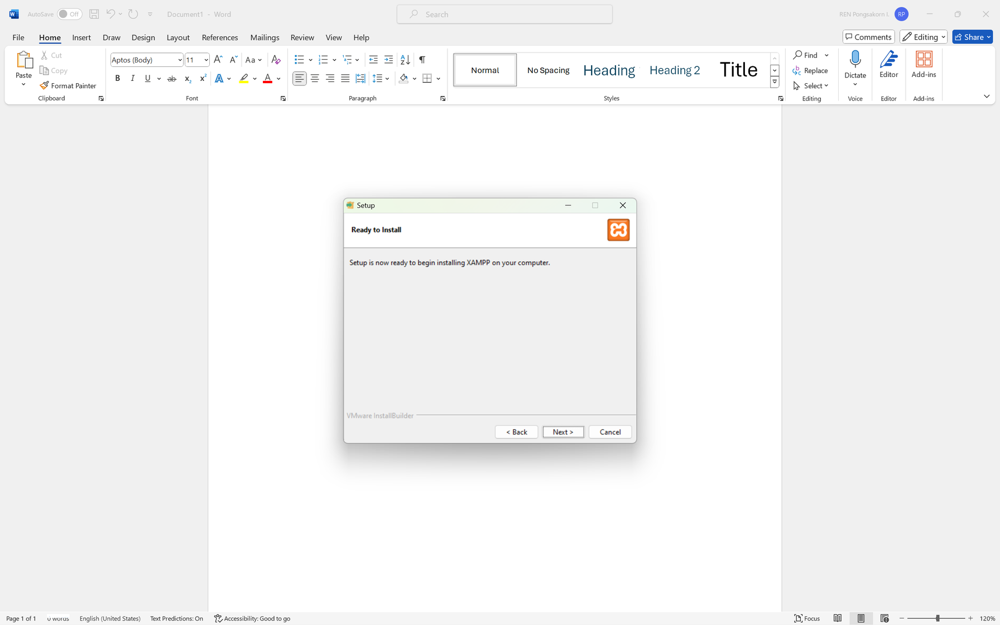 AutoSave Off Document1 - Word Search REN Pongsakorn I. RP
File Home Insert Draw Design Layout References Mailings Review View Help Comments Editing Share
Paste Cut Copy Format Painter
Clipboard
Aptos (Body) 11 Aa
B I U ab x₂ x² A A
Font
Paragraph
Normal No Spacing Heading Heading 2 Title
Styles
Find
Replace
Select
Editing
Dictate
Voice
Editor
Editor
Add-ins
Add-ins
Setup
Ready to Install
Setup is now ready to begin installing XAMPP on your computer.
VMware InstallBuilder
< Back Next > Cancel
Page 1 of 1 0 words English (United States) Text Predictions: On Accessibility: Good to go Focus 120%